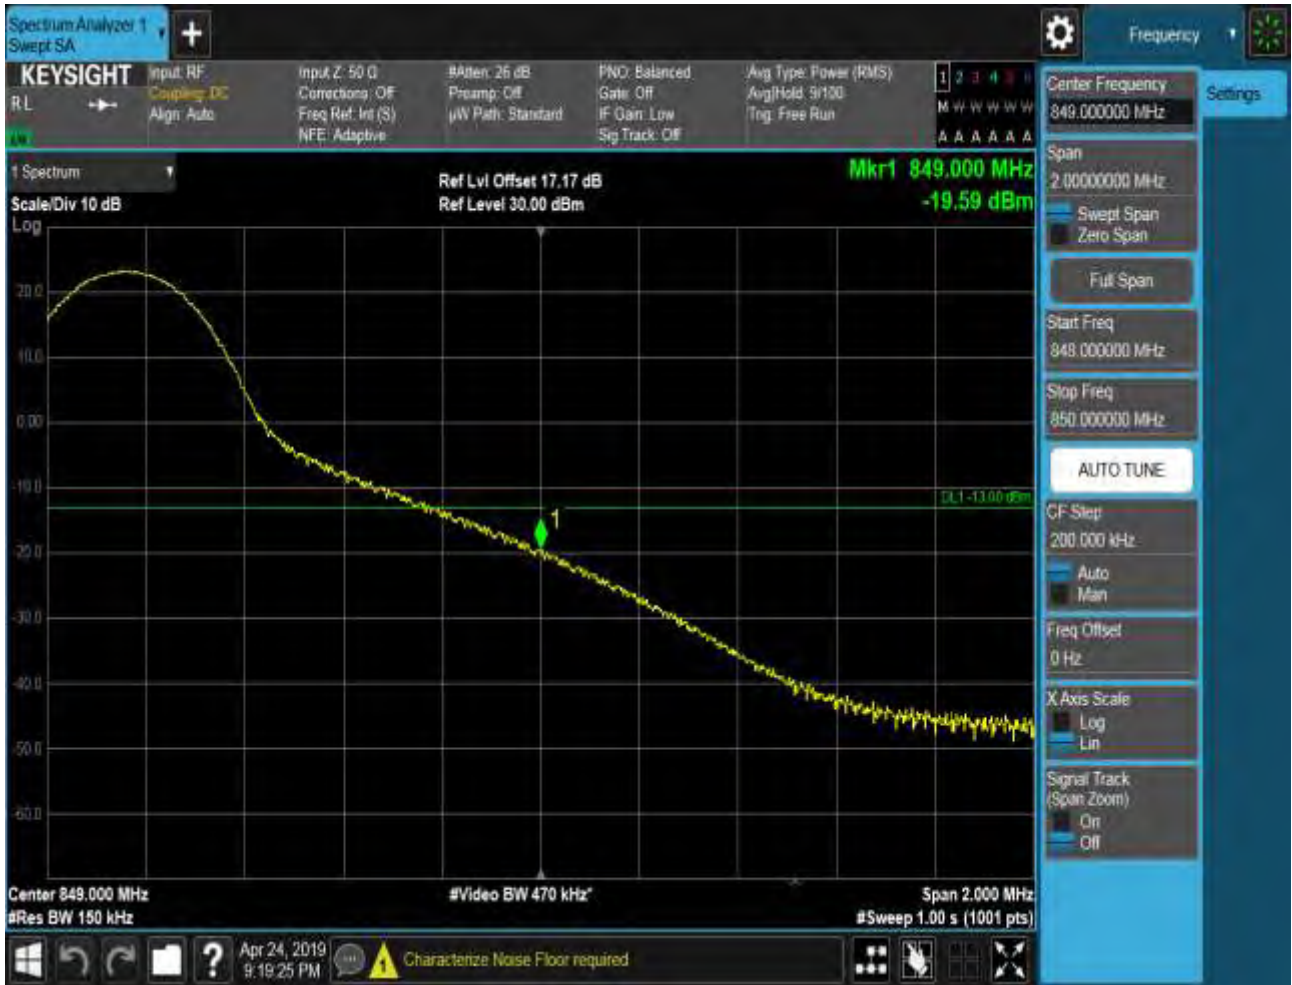 Spectrum Analyzer 1
Swept SA
Frequency
KEYSIGHT
RL
Input: RF
Coupling: DC
Align: Auto
Input Z: 50 Ω
Corrections: Off
Freq Ref: Int (S)
NFE: Adaptive
#Atten: 26 dB
Preamp: Off
µW Path: Standard
PNO: Balanced
Gate: Off
IF Gain: Low
Sig Track: Off
Avg Type: Power (RMS)
Avg|Hold: 9/100
Trig: Free Run
1 2 3 4 5 6
M W W W W W
A A A A A A
1 Spectrum
Scale/Div 10 dB
Log
Ref Lvl Offset 17.17 dB
Ref Level 30.00 dBm
Mkr1 849.000 MHz
-19.59 dBm
20.0
10.0
0.00
-10.0
-20.0
-30.0
-40.0
-50.0
-60.0
DL1 -13.00 dBm
1
Center 849.000 MHz
#Res BW 150 kHz
#Video BW 470 kHz*
Span 2.000 MHz
#Sweep 1.00 s (1001 pts)
Center Frequency
849.000000 MHz
Settings
Span
2.00000000 MHz
Swept Span
Zero Span
Full Span
Start Freq
848.000000 MHz
Stop Freq
850.000000 MHz
AUTO TUNE
CF Step
200.000 kHz
Auto
Man
Freq Offset
0 Hz
X Axis Scale
Log
Lin
Signal Track
(Span Zoom)
On
Off
?
Apr 24, 2019
9:19:25 PM
1
Characterize Noise Floor required